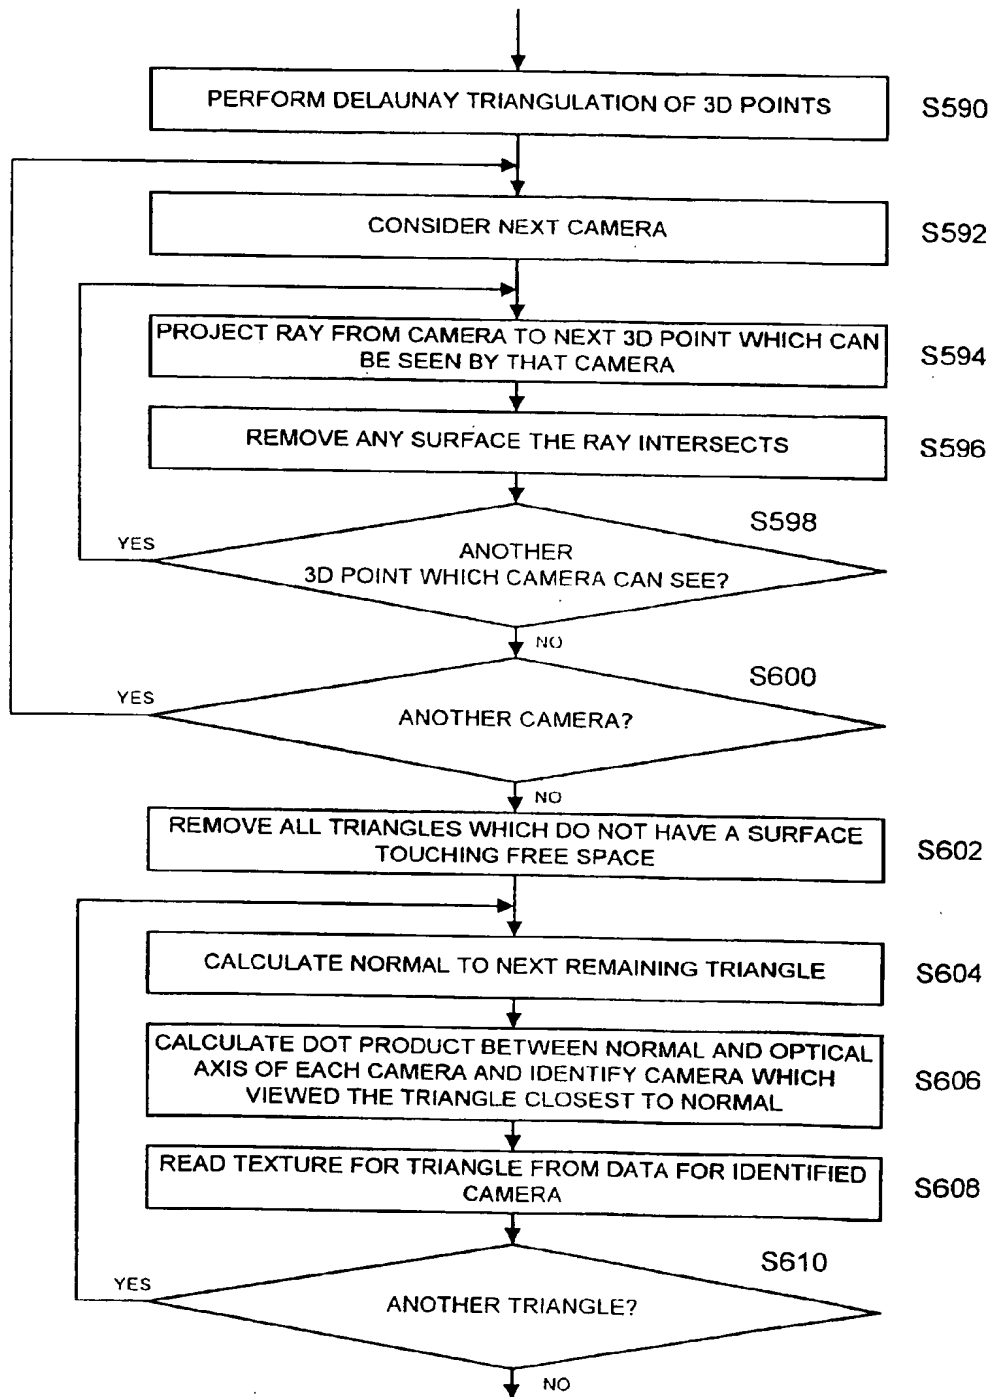 PERFORM DELAUNAY TRIANGULATION OF 3D POINTS
S590
CONSIDER NEXT CAMERA
S592
PROJECT RAY FROM CAMERA TO NEXT 3D POINT WHICH CAN
BE SEEN BY THAT CAMERA
S594
REMOVE ANY SURFACE THE RAY INTERSECTS
S596
S598
YES
ANOTHER
3D POINT WHICH CAMERA CAN SEE?
NO
S600
YES
ANOTHER CAMERA?
NO
REMOVE ALL TRIANGLES WHICH DO NOT HAVE A SURFACE
TOUCHING FREE SPACE
S602
CALCULATE NORMAL TO NEXT REMAINING TRIANGLE
S604
CALCULATE DOT PRODUCT BETWEEN NORMAL AND OPTICAL
AXIS OF EACH CAMERA AND IDENTIFY CAMERA WHICH
VIEWED THE TRIANGLE CLOSEST TO NORMAL
S606
READ TEXTURE FOR TRIANGLE FROM DATA FOR IDENTIFIED
CAMERA
S608
S610
YES
ANOTHER TRIANGLE?
NO